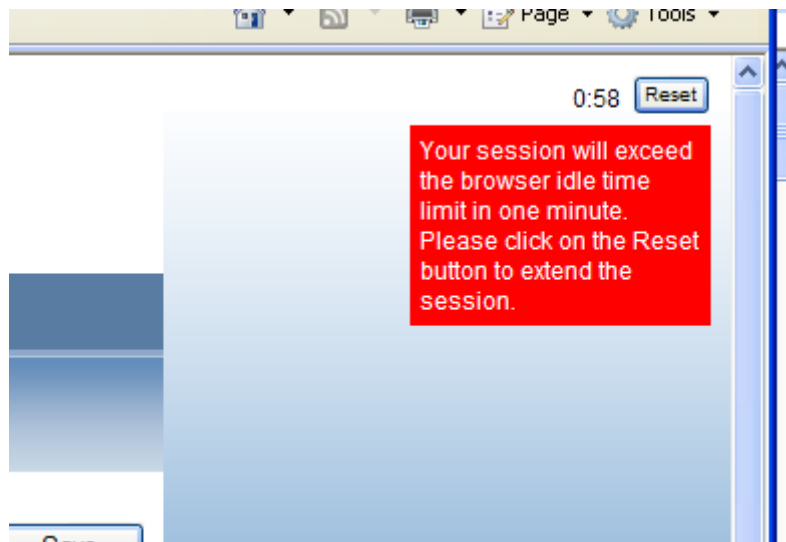 Page
Tools
0:58
Reset
Your session will exceed
the browser idle time
limit in one minute.
Please click on the Reset
button to extend the
session.